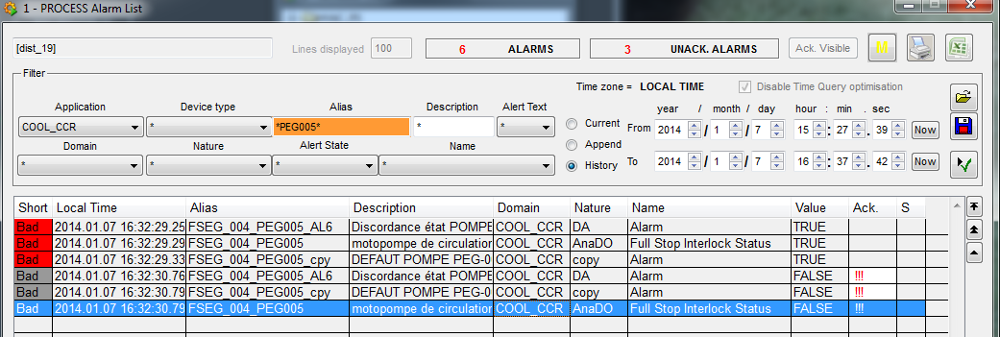 1 - PROCESS Alarm List
[dist_19] Lines displayed 100 6 ALARMS 3 UNACK. ALARMS Ack. Visible M
Filter
Time zone = LOCAL TIME Disable Time Query optimisation
Application Device type Alias Description Alert Text
year / month / day hour : min . sec
COOL_CCR * *PEG005* * *
Current From 2014 / 1 / 7 15 : 27 . 39 Now
Append
Domain Nature Alert State Name
* * * *
History To 2014 / 1 / 7 16 : 37 . 42 Now
Short Local Time Alias Description Domain Nature Name Value Ack. S
Bad 2014.01.07 16:32:29.25 FSEG_004_PEG005_AL6 Discordance état POMPE COOL_CCR DA Alarm TRUE
Bad 2014.01.07 16:32:29.29 FSEG_004_PEG005 motopompe de circulation COOL_CCR AnaDO Full Stop Interlock Status TRUE
Bad 2014.01.07 16:32:29.33 FSEG_004_PEG005_cpy DEFAUT POMPE PEG-0 COOL_CCR copy Alarm TRUE
Bad 2014.01.07 16:32:30.76 FSEG_004_PEG005_AL6 Discordance état POMPE COOL_CCR DA Alarm FALSE !!!
Bad 2014.01.07 16:32:30.79 FSEG_004_PEG005_cpy DEFAUT POMPE PEG-0 COOL_CCR copy Alarm FALSE !!!
Bad 2014.01.07 16:32:30.79 FSEG_004_PEG005 motopompe de circulation COOL_CCR AnaDO Full Stop Interlock Status FALSE !!!